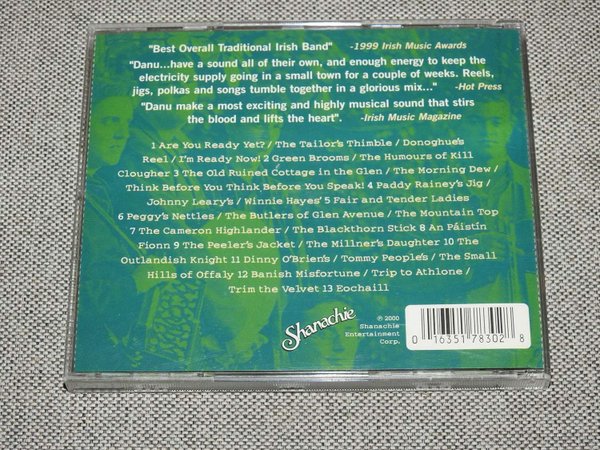 "Best Overall Traditional Irish Band" -1999 Irish Music Awards
"Danu...have a sound all of their own, and enough energy to keep the
electricity supply going in a small town for a couple of weeks. Reels,
jigs, polkas and songs tumble together in a glorious mix..." -Hot Press
"Danu make a most exciting and highly musical sound that stirs
the blood and lifts the heart". -Irish Music Magazine
1 Are You Ready Yet? / The Tailor's Thimble / Donoghue's
Reel / I'm Ready Now! 2 Green Brooms / The Humours of Kill
Clougher 3 The Old Ruined Cottage in the Glen / The Morning Dew /
Think Before You Think Before You Speak! 4 Paddy Rainey's Jig /
Johnny Leary's / Winnie Hayes' 5 Fair and Tender Ladies
6 Peggy's Nettles / The Butlers of Glen Avenue / The Mountain Top
7 The Cameron Highlander / The Blackthorn Stick 8 An Páistín
Fionn 9 The Peeler's Jacket / The Millner's Daughter 10 The
Outlandish Knight 11 Dinny O'Brien's / Tommy People's / The Small
Hills of Offaly 12 Banish Misfortune / Trip to Athlone /
Trim the Velvet 13 Eochaill
Shanachie
℗ 2000
Shanachie
Entertainment
Corp.
0 16351 78302 8